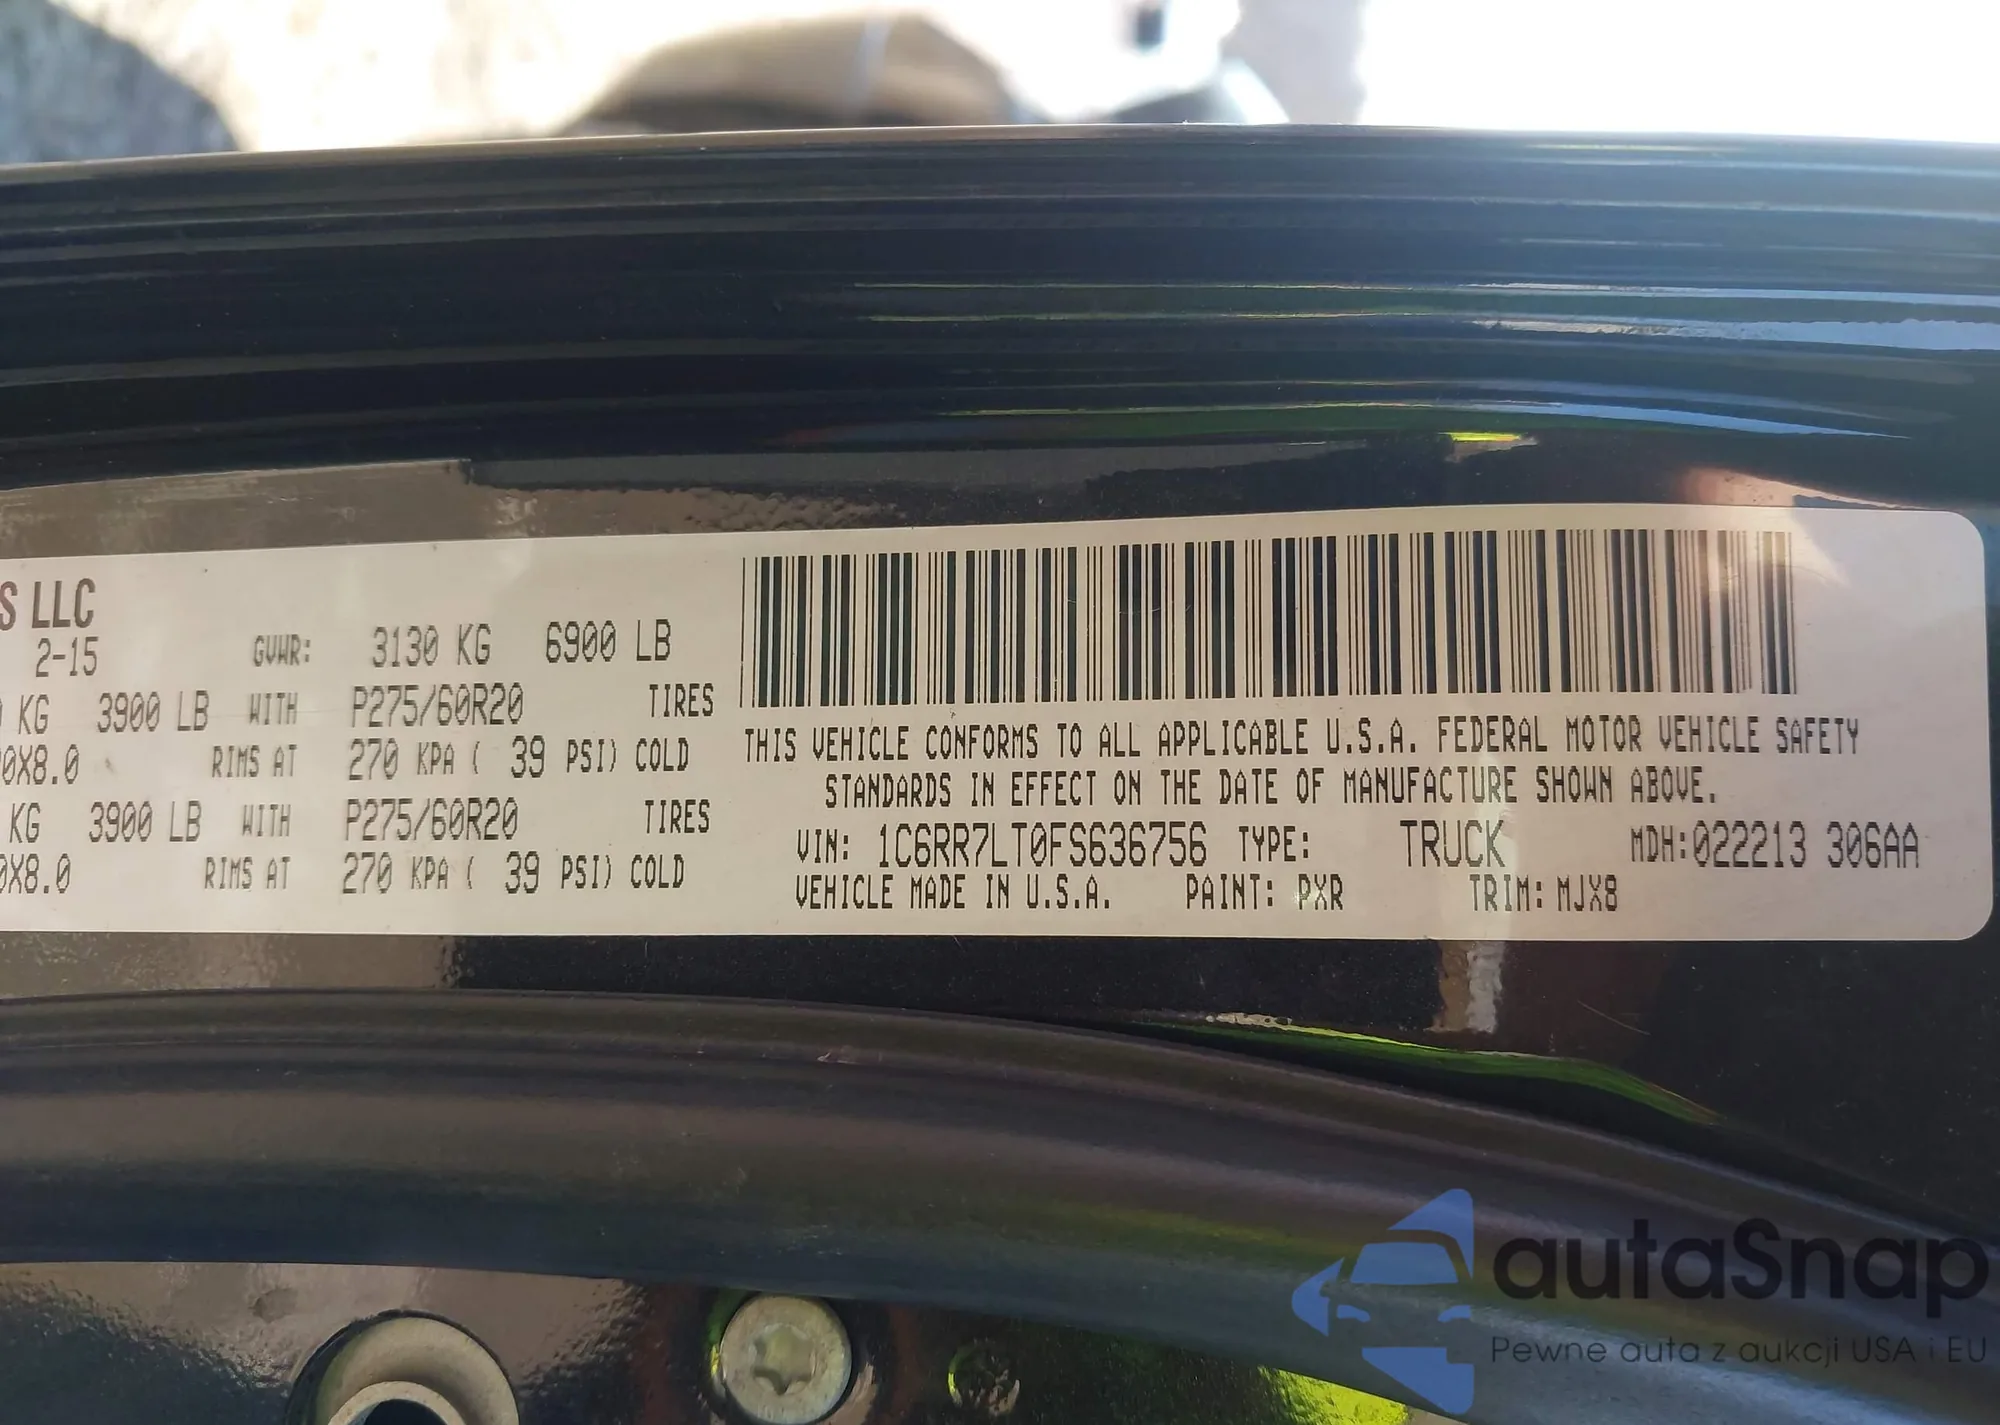 S LLC
2-15 GVWR: 3130 KG 6900 LB
KG 3900 LB WITH P275/60R20 TIRES
0X8.0 RIMS AT 270 KPA ( 39 PSI) COLD
KG 3900 LB WITH P275/60R20 TIRES
0X8.0 RIMS AT 270 KPA ( 39 PSI) COLD
THIS VEHICLE CONFORMS TO ALL APPLICABLE U.S.A. FEDERAL MOTOR VEHICLE SAFETY
STANDARDS IN EFFECT ON THE DATE OF MANUFACTURE SHOWN ABOVE.
VIN: 1C6RR7LT0FS636756 TYPE: TRUCK MDH:022213 306AA
VEHICLE MADE IN U.S.A. PAINT: PXR TRIM: MJX8
autaSnap
Pewne auta z aukcji USA i EU